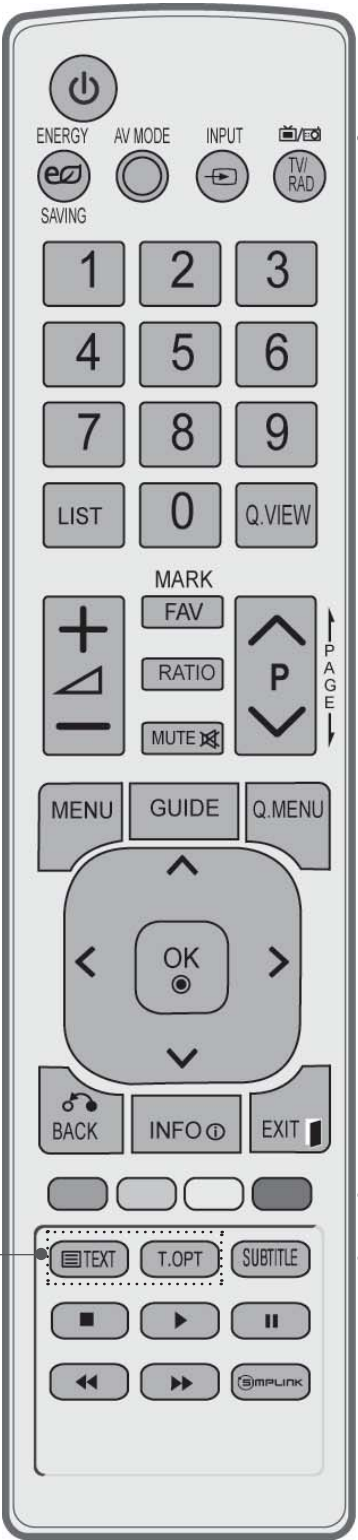 ENERGY AV MODE INPUT
TV/
RAD
SAVING
1 2 3
4 5 6
7 8 9
LIST 0 Q.VIEW
MARK
FAV
RATIO
P
PAGE
MUTE
MENU GUIDE Q.MENU
OK
BACK INFO EXIT
TEXT T.OPT SUBTITLE
SIMPLINK